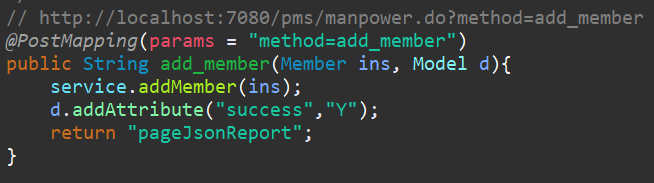 // http://localhost:7080/pms/manpower.do?method=add_member
@PostMapping(params = "method=add_member")
public String add_member(Member ins, Model d){
    service.addMember(ins);
    d.addAttribute("success","Y");
    return "pageJsonReport";
}